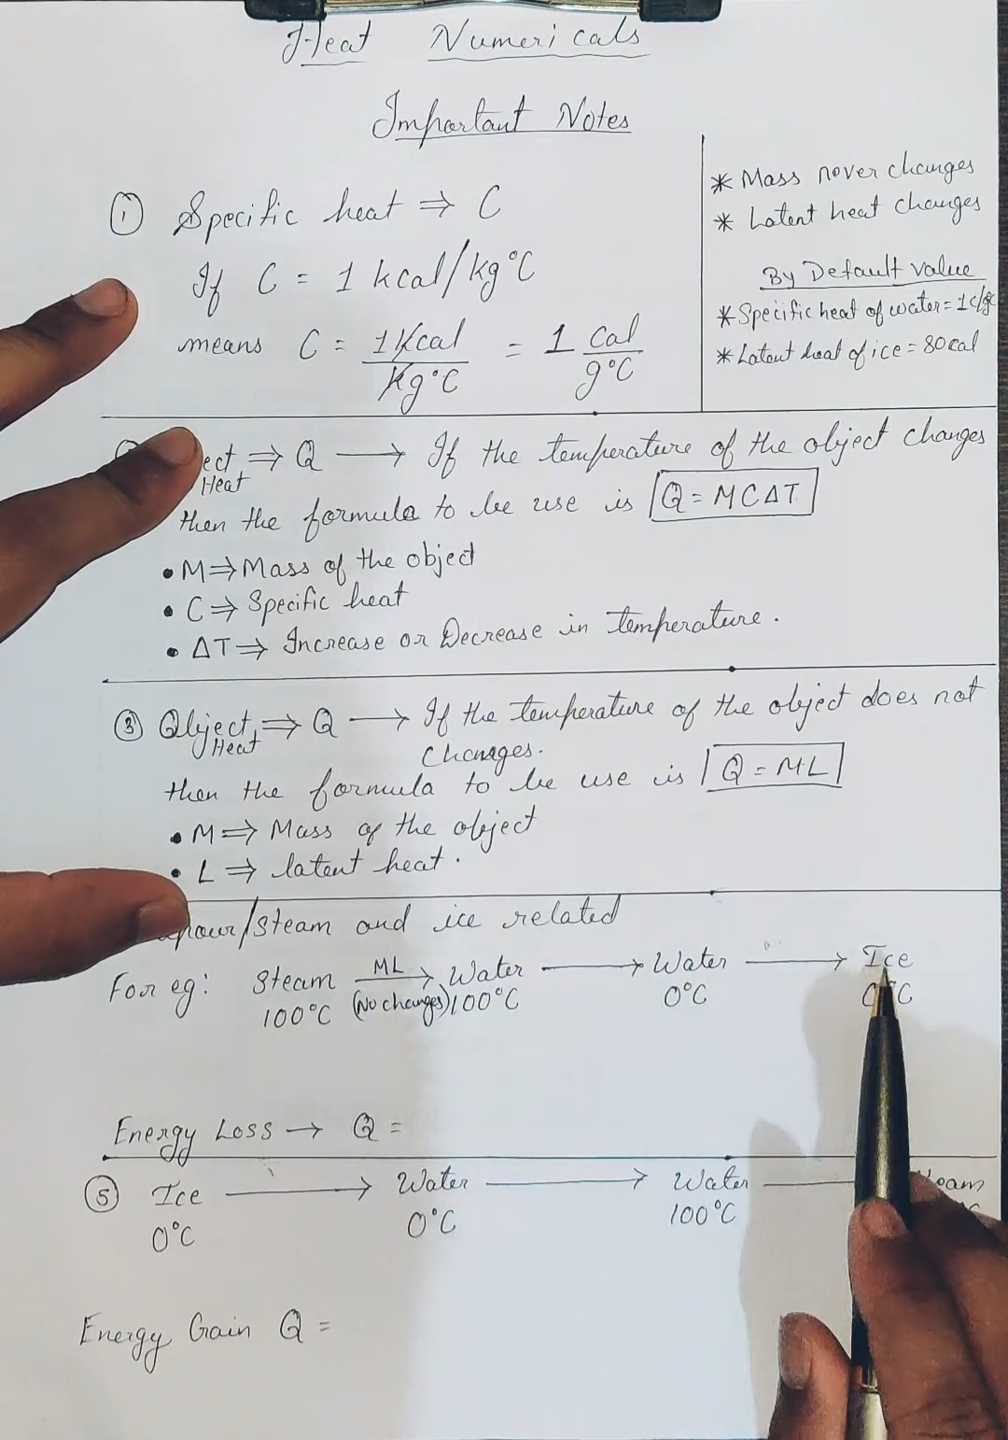 Heat Numericals
Important Notes
① Specific heat ⇒ C
If C = 1 kcal/kg°C
means C = 1 Kcal / Kg°C = 1 Cal / g°C
* Mass never changes
* Latent heat changes
By Default value
* Specific heat of water = 1c/g
* Latent heat of ice = 80cal
ect Heat ⇒ Q → If the temperature of the object changes
then the formula to be use is Q = MCΔT
• M ⇒ Mass of the object
• C ⇒ Specific heat
• ΔT ⇒ Increase or Decrease in temperature.
③ Object Heat ⇒ Q → If the temperature of the object does not
changes.
then the formula to be use is Q = ML
• M ⇒ Mass of the object
• L ⇒ latent heat.
pour/Steam and ice related
For eg: Steam ML → Water → Water → Ice
100°C (No changes) 100°C 0°C 0°C
Energy Loss → Q =
⑤ Ice → Water → Water eam
0°C 0°C 100°C
Energy Gain Q =